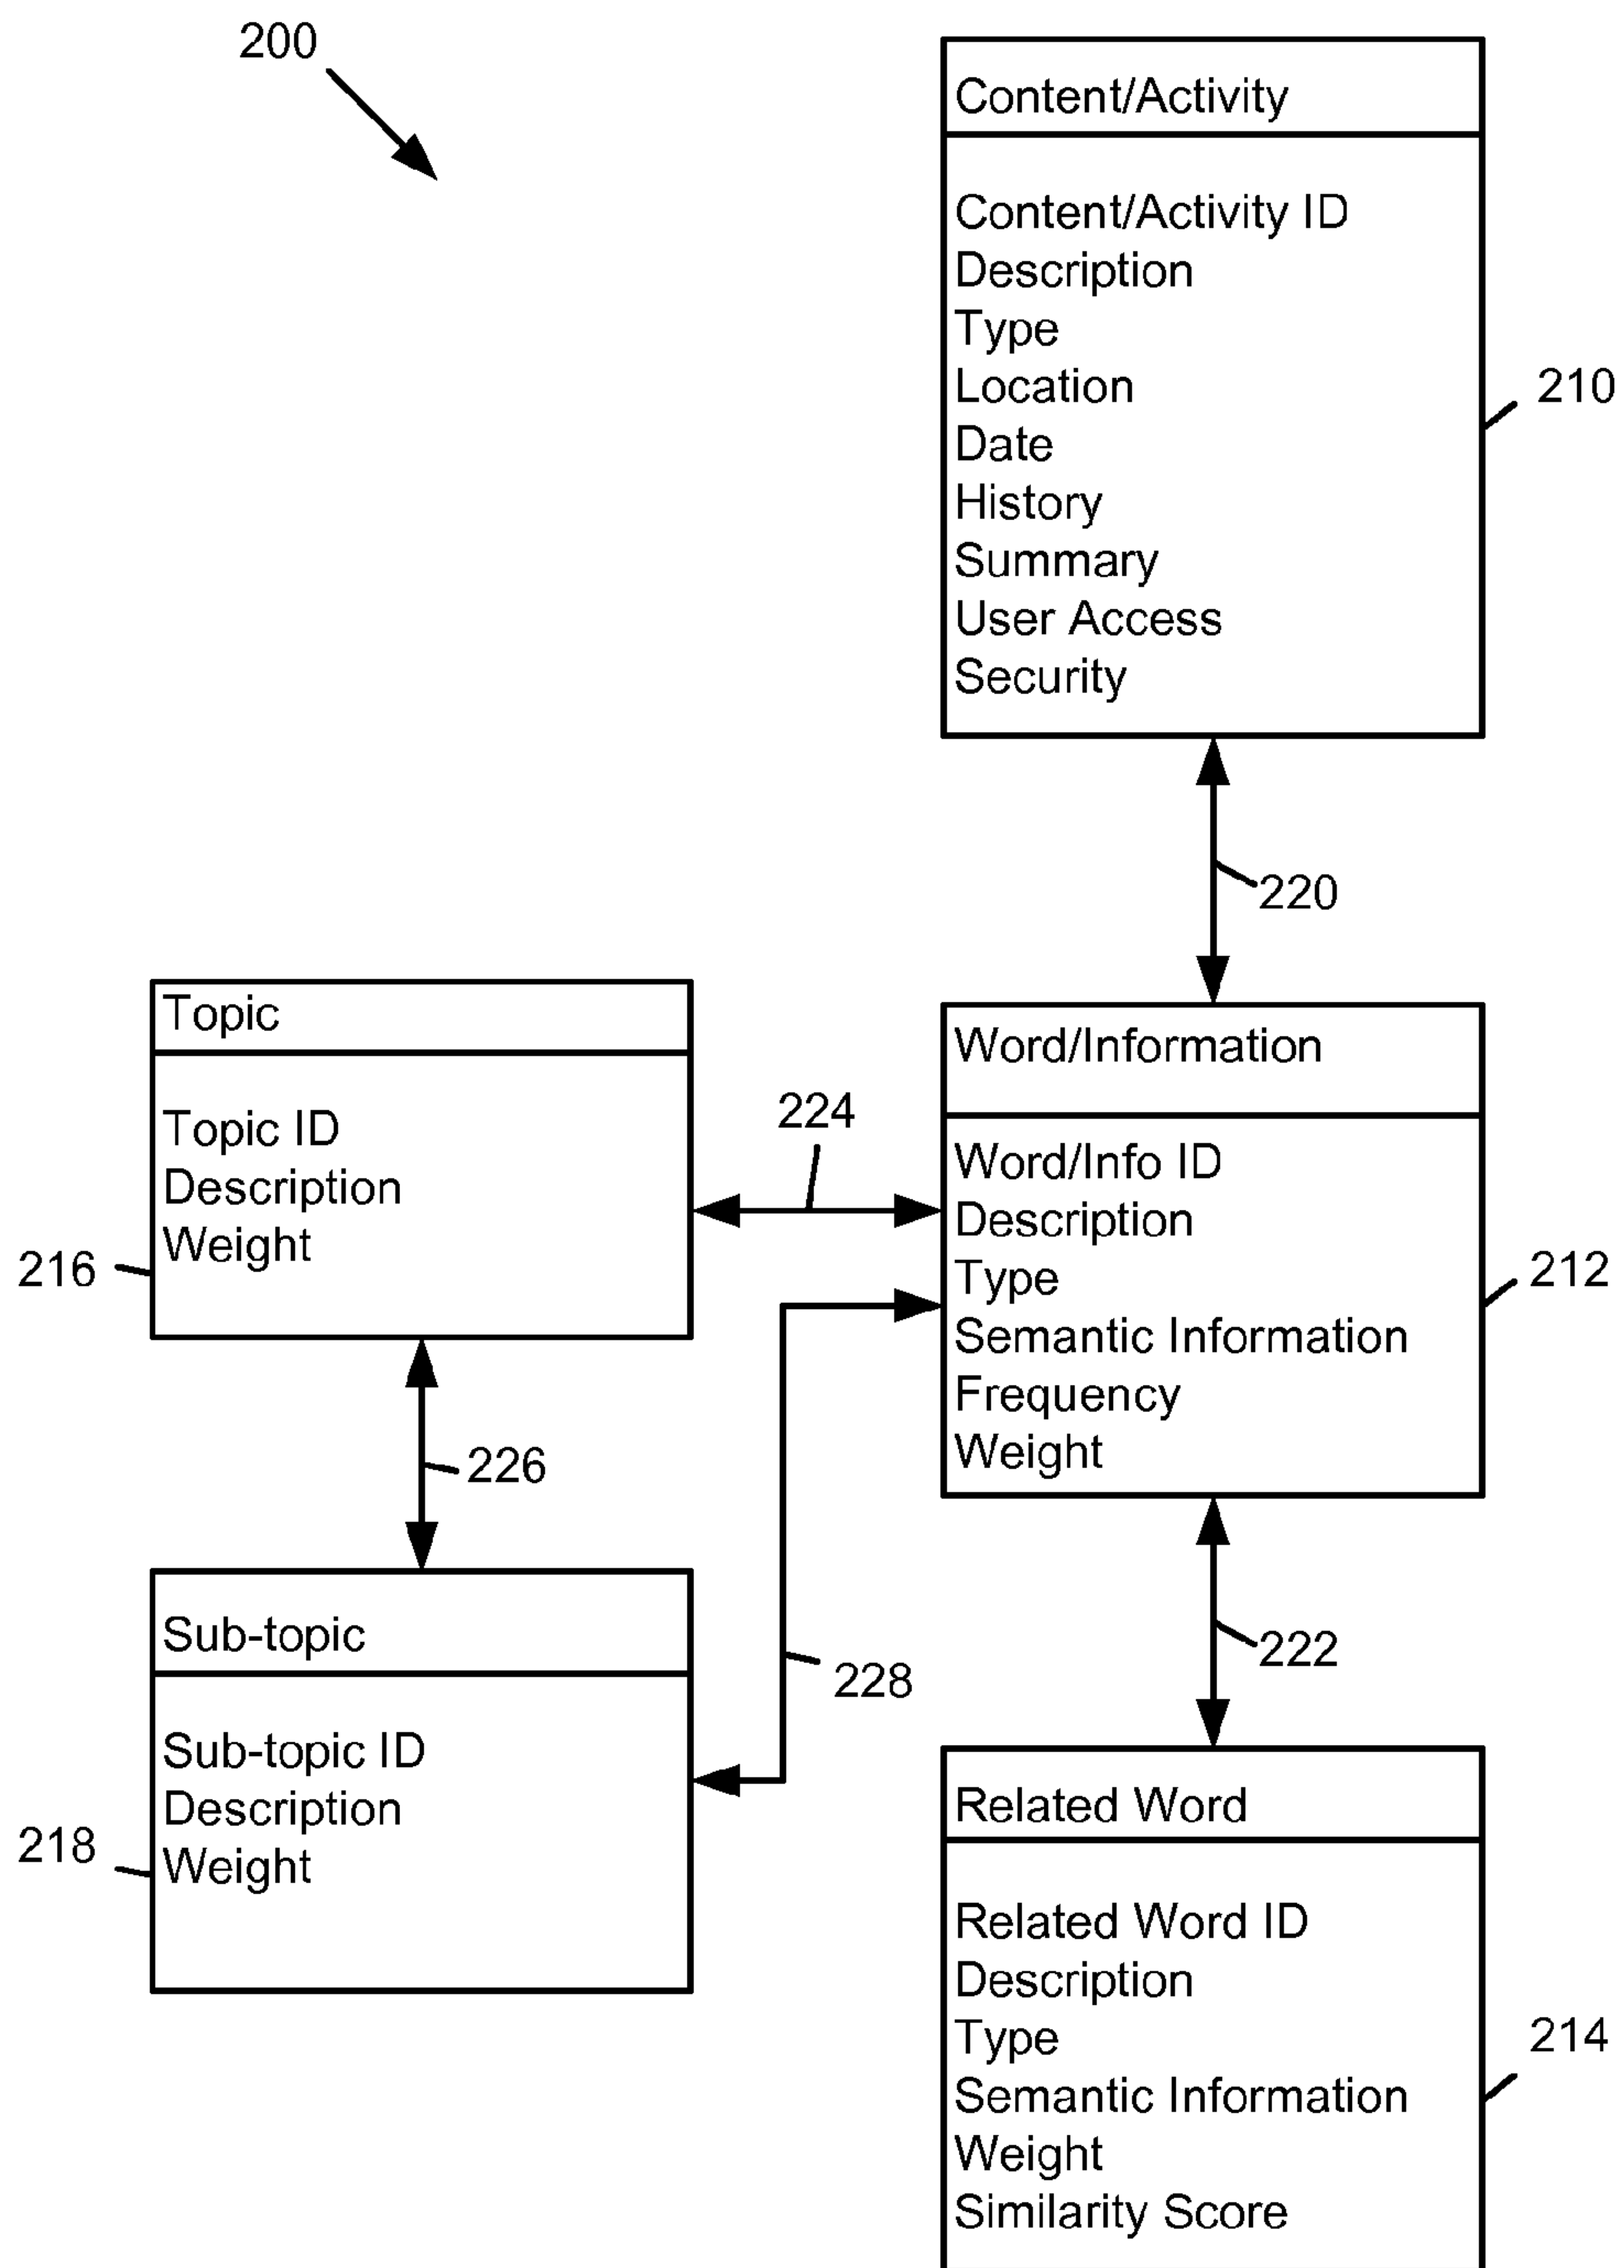 200
Content/Activity
Content/Activity ID
Description
Type
Location
Date
History
Summary
User Access
Security
210
220
Topic
Topic ID
Description
Weight
216
224
Word/Information
Word/Info ID
Description
Type
Semantic Information
Frequency
Weight
212
226
228
222
Sub-topic
Sub-topic ID
Description
Weight
218
Related Word
Related Word ID
Description
Type
Semantic Information
Weight
Similarity Score
214